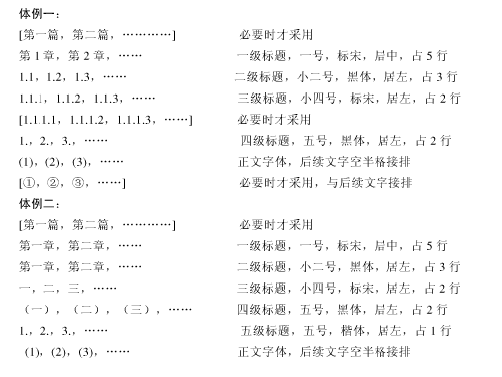 体例一：
[第一篇，第二篇，…………] 必要时才采用
第 1 章，第 2 章，…… 一级标题，一号，标宋，居中，占 5 行
1.1，1.2，1.3，…… 二级标题，小二号，黑体，居左，占 3 行
1.1.1，1.1.2，1.1.3，…… 三级标题，小四号，标宋，居左，占 2 行
[1.1.1.1，1.1.1.2，1.1.1.3，……] 必要时才采用
1.，2.，3.，…… 四级标题，五号，黑体，居左，占 2 行
(1)，(2)，(3)，…… 正文字体，后续文字空半格接排
[①，②，③，……] 必要时采用，与后续文字接排
体例二：
[第一篇，第二篇，…………] 必要时才采用
第一章，第二章，…… 一级标题，一号，标宋，居中，占 5 行
第一章，第二章，…… 二级标题，小二号，黑体，居左，占 3 行
一，二，三，…… 三级标题，小四号，标宋，居左，占 2 行
（一），（二），（三），…… 四级标题，五号，黑体，居左，占 2 行
1.，2.，3.，…… 五级标题，五号，楷体，居左，占 1 行
(1)，(2)，(3)，…… 正文字体，后续文字空半格接排